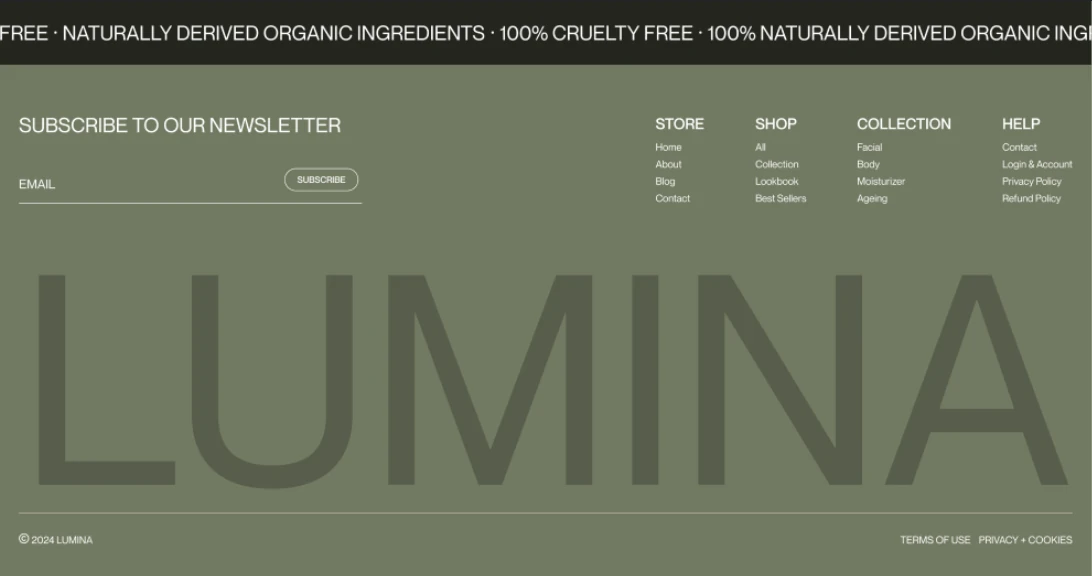 FREE · NATURALLY DERIVED ORGANIC INGREDIENTS · 100% CRUELTY FREE · 100% NATURALLY DERIVED ORGANIC INGR
SUBSCRIBE TO OUR NEWSLETTER
EMAIL
SUBSCRIBE
STORE
Home
About
Blog
Contact
SHOP
All
Collection
Lookbook
Best Sellers
COLLECTION
Facial
Body
Moisturizer
Ageing
HELP
Contact
Login & Account
Privacy Policy
Refund Policy
LUMINA
© 2024 LUMINA
TERMS OF USE PRIVACY + COOKIES